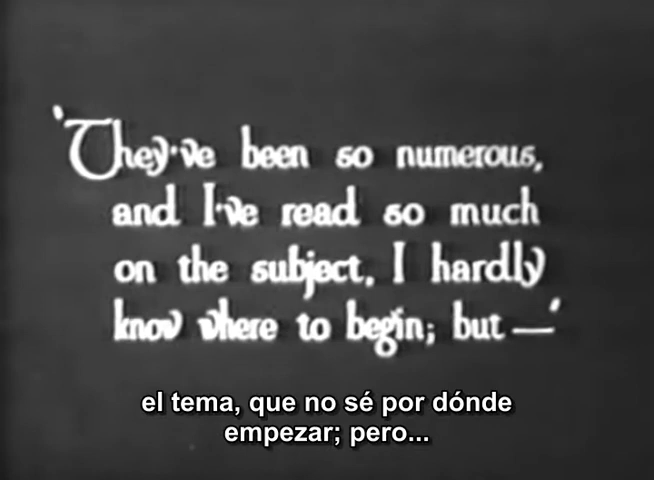 'They've been so numerous,
and I've read so much
on the subject, I hardly
know where to begin; but —'
el tema, que no sé por dónde
empezar; pero...